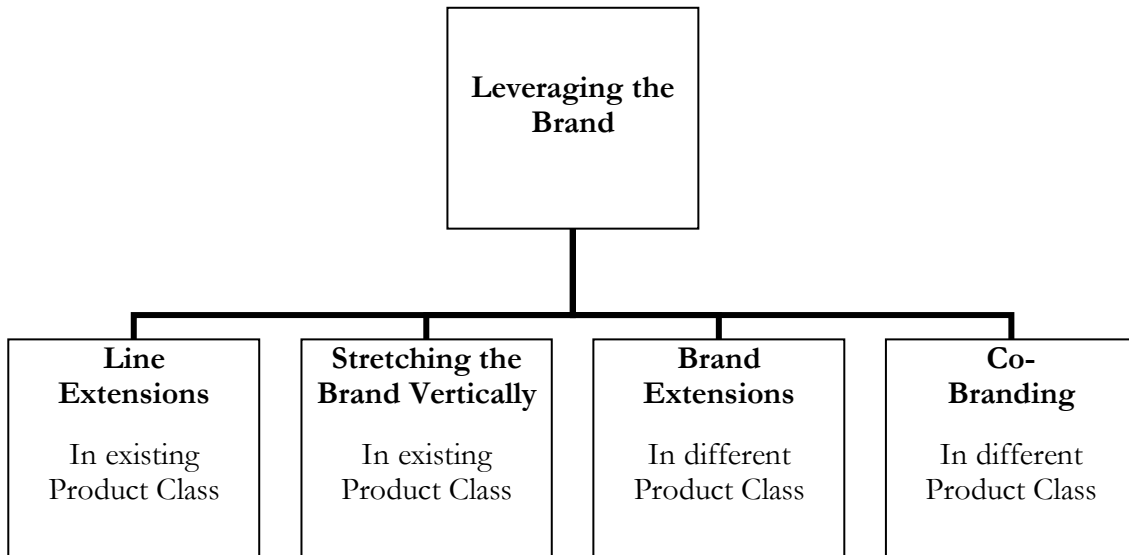 Leveraging the
Brand
Line
Extensions
In existing
Product Class
Stretching the
Brand Vertically
In existing
Product Class
Brand
Extensions
In different
Product Class
Co-
Branding
In different
Product Class